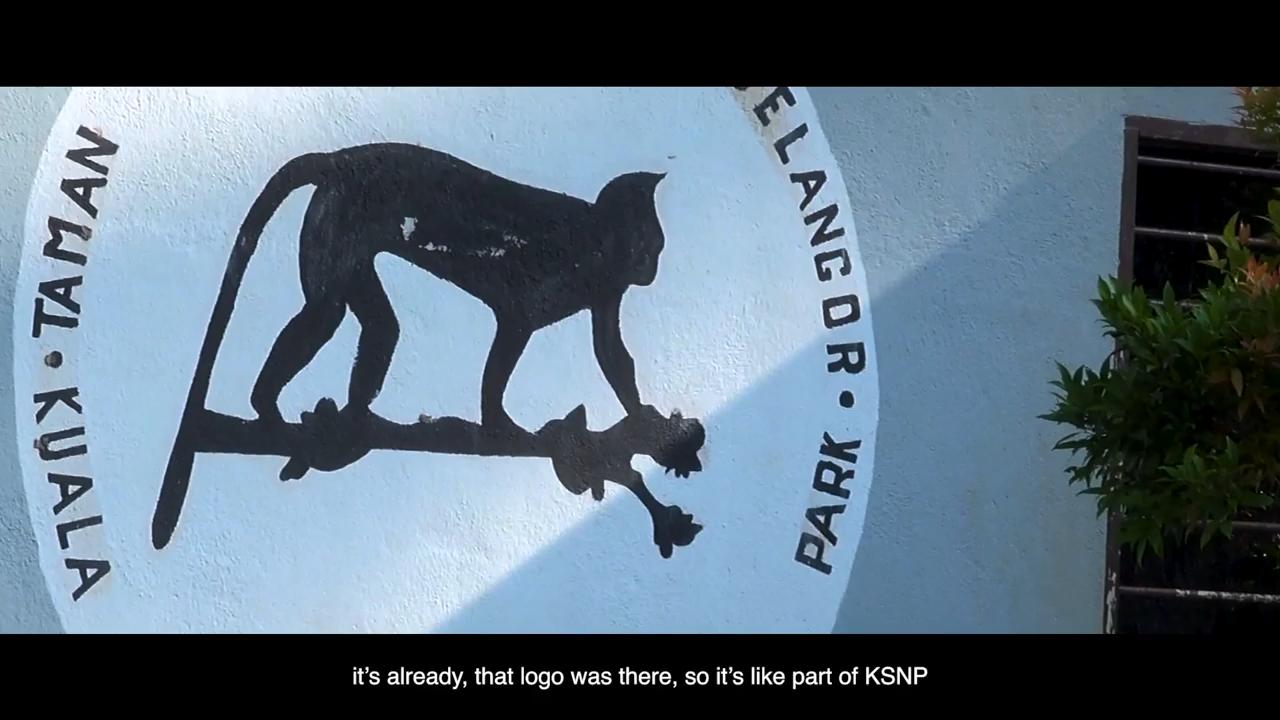 TAMAN • KUALA
SELANGOR • PARK
it's already, that logo was there, so it's like part of KSNP